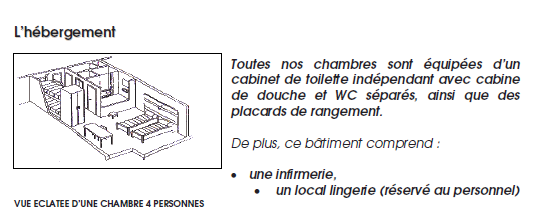 L'hébergement
Toutes nos chambres sont équipées d'un
cabinet de toilette indépendant avec cabine
de douche et WC séparés, ainsi que des
placards de rangement.
De plus, ce bâtiment comprend :
• une infirmerie,
• un local lingerie (réservé au personnel)
VUE ECLATEE D'UNE CHAMBRE 4 PERSONNES